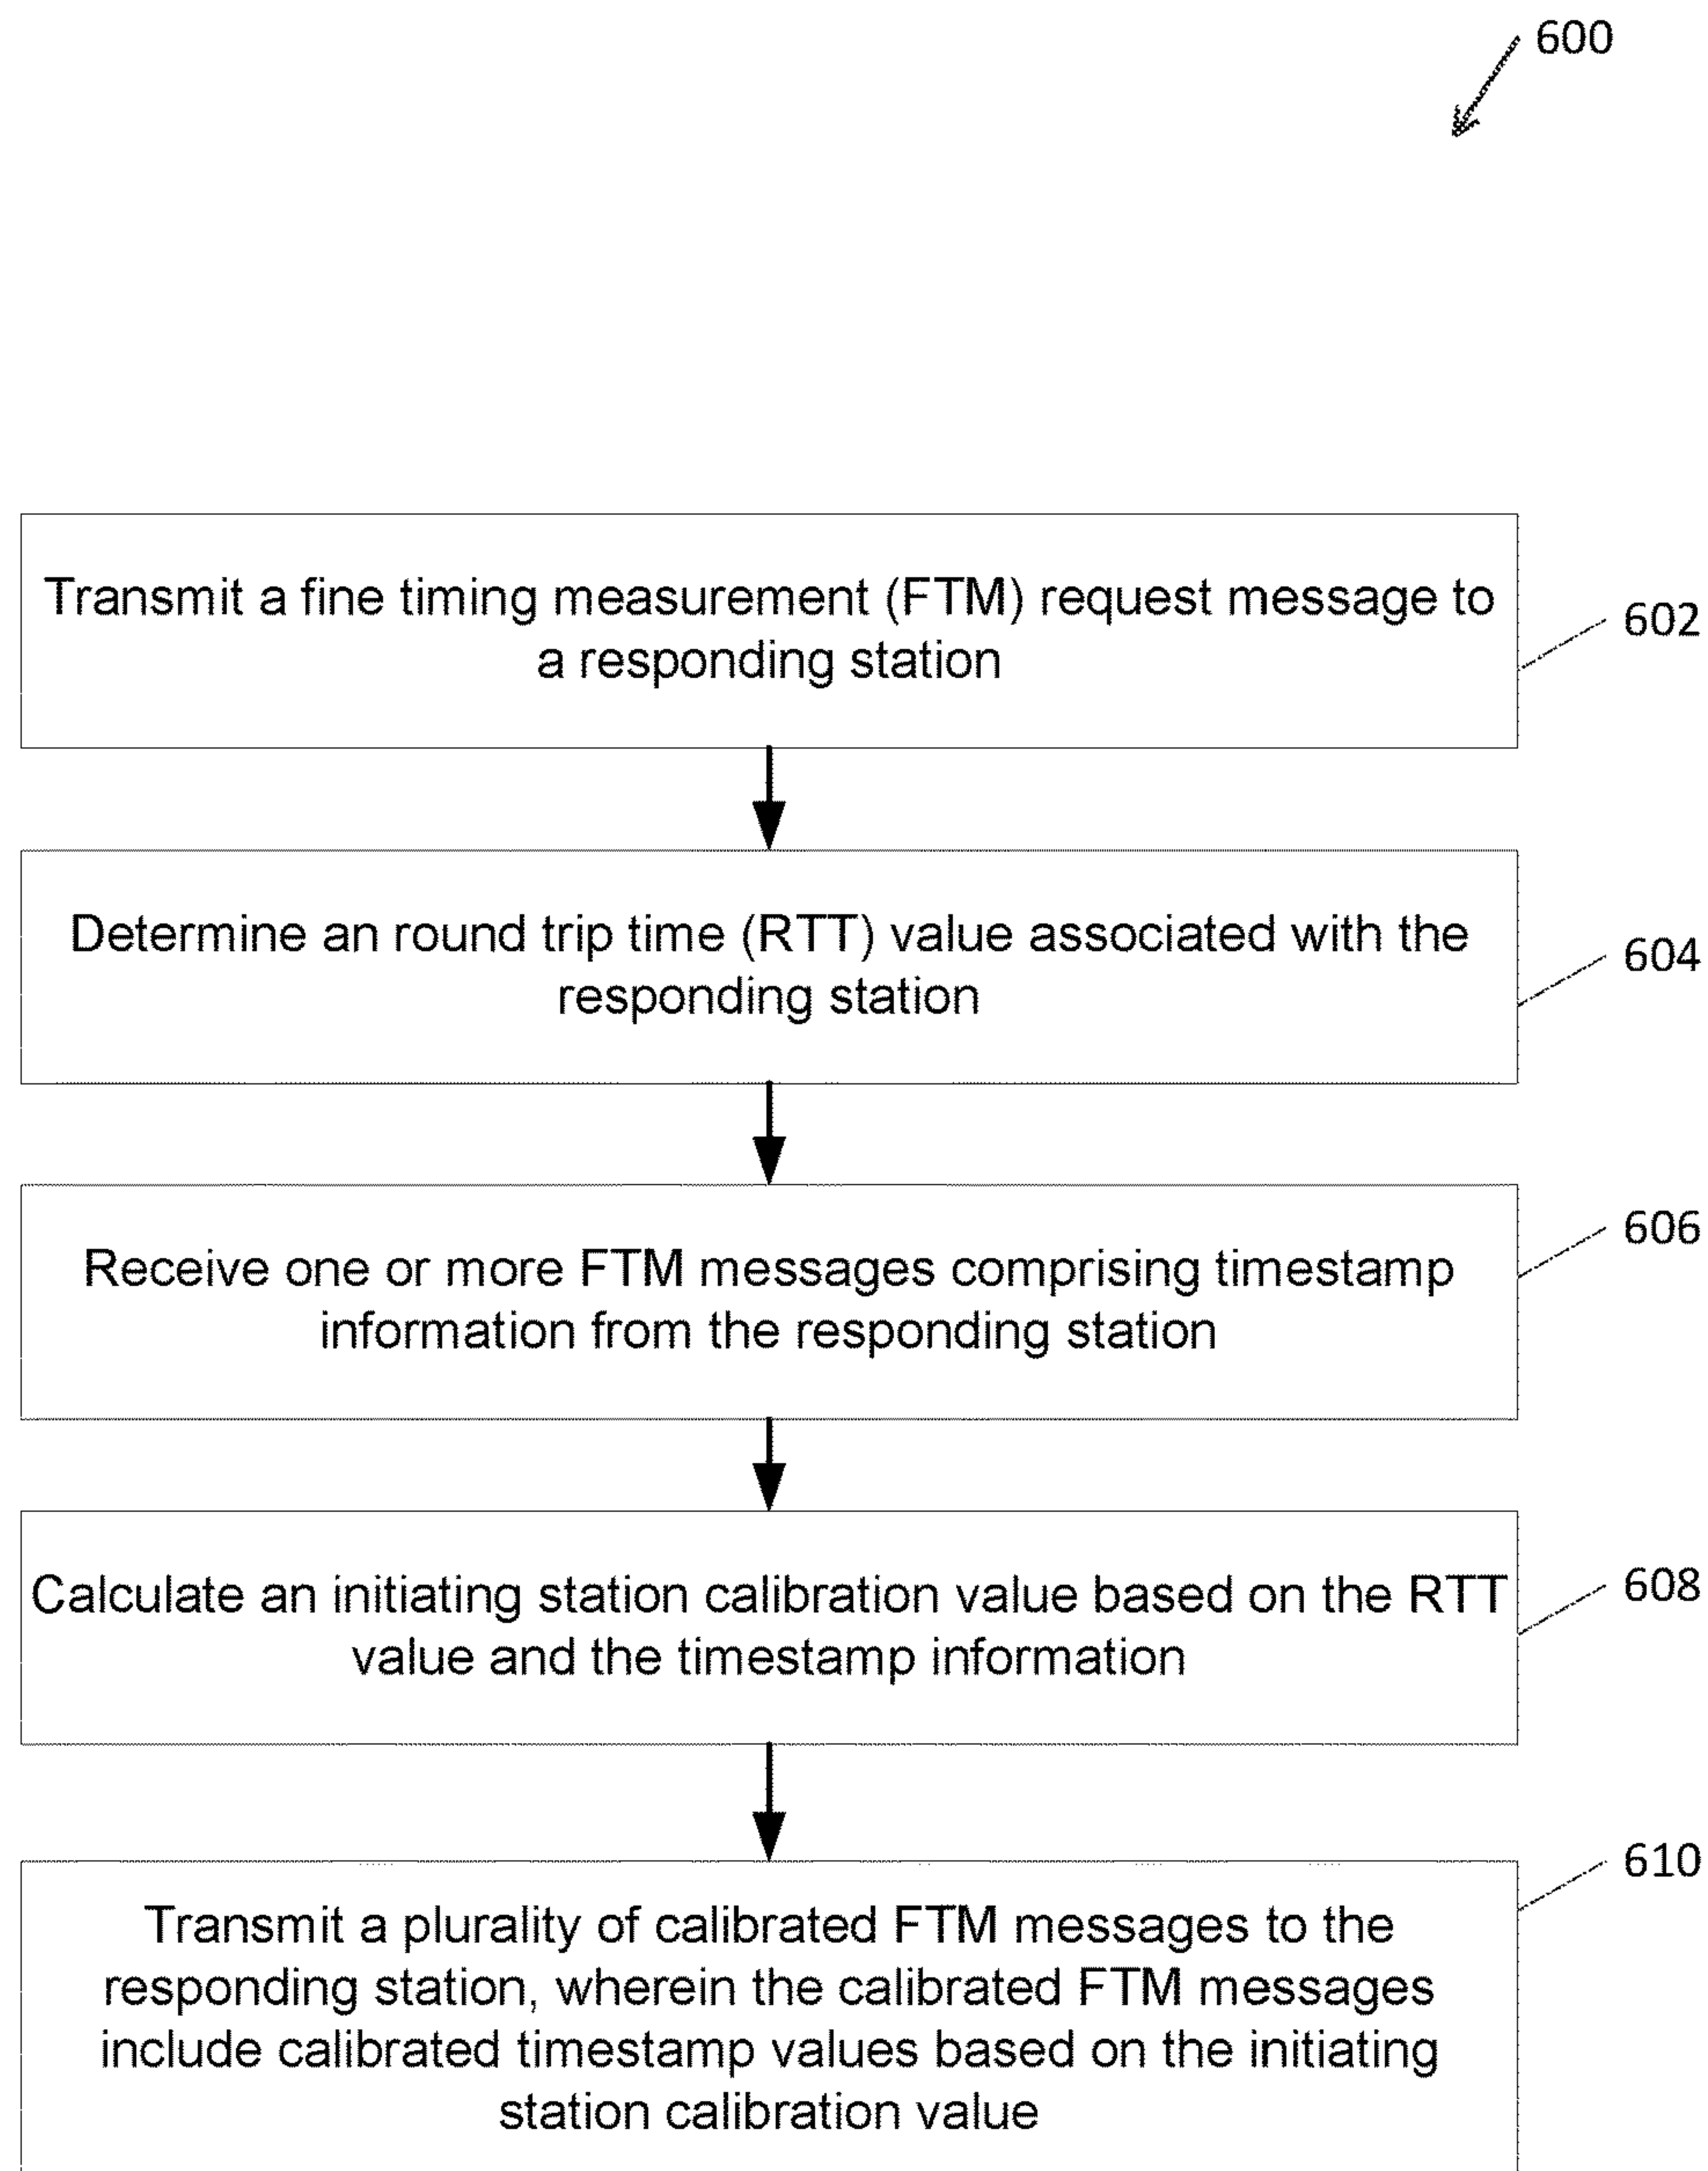 600
Transmit a fine timing measurement (FTM) request message to
a responding station
602
Determine an round trip time (RTT) value associated with the
responding station
604
Receive one or more FTM messages comprising timestamp
information from the responding station
606
Calculate an initiating station calibration value based on the RTT
value and the timestamp information
608
Transmit a plurality of calibrated FTM messages to the
responding station, wherein the calibrated FTM messages
include calibrated timestamp values based on the initiating
station calibration value
610